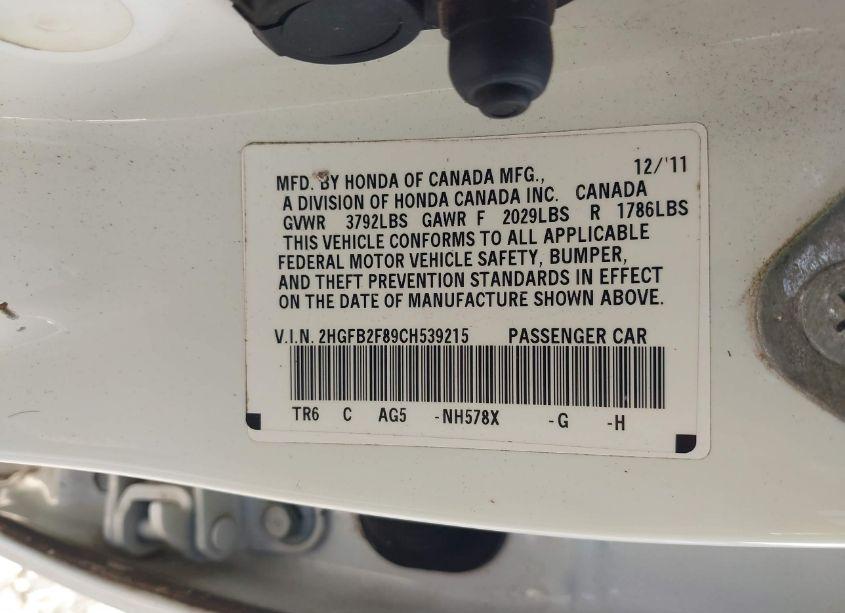 12/'11
MFD. BY HONDA OF CANADA MFG.,
A DIVISION OF HONDA CANADA INC. CANADA
GVWR 3792LBS GAWR F 2029LBS R 1786LBS
THIS VEHICLE CONFORMS TO ALL APPLICABLE
FEDERAL MOTOR VEHICLE SAFETY, BUMPER,
AND THEFT PREVENTION STANDARDS IN EFFECT
ON THE DATE OF MANUFACTURE SHOWN ABOVE.
V.I.N. 2HGFB2F89CH539215 PASSENGER CAR
TR6 C AG5 -NH578X -G -H